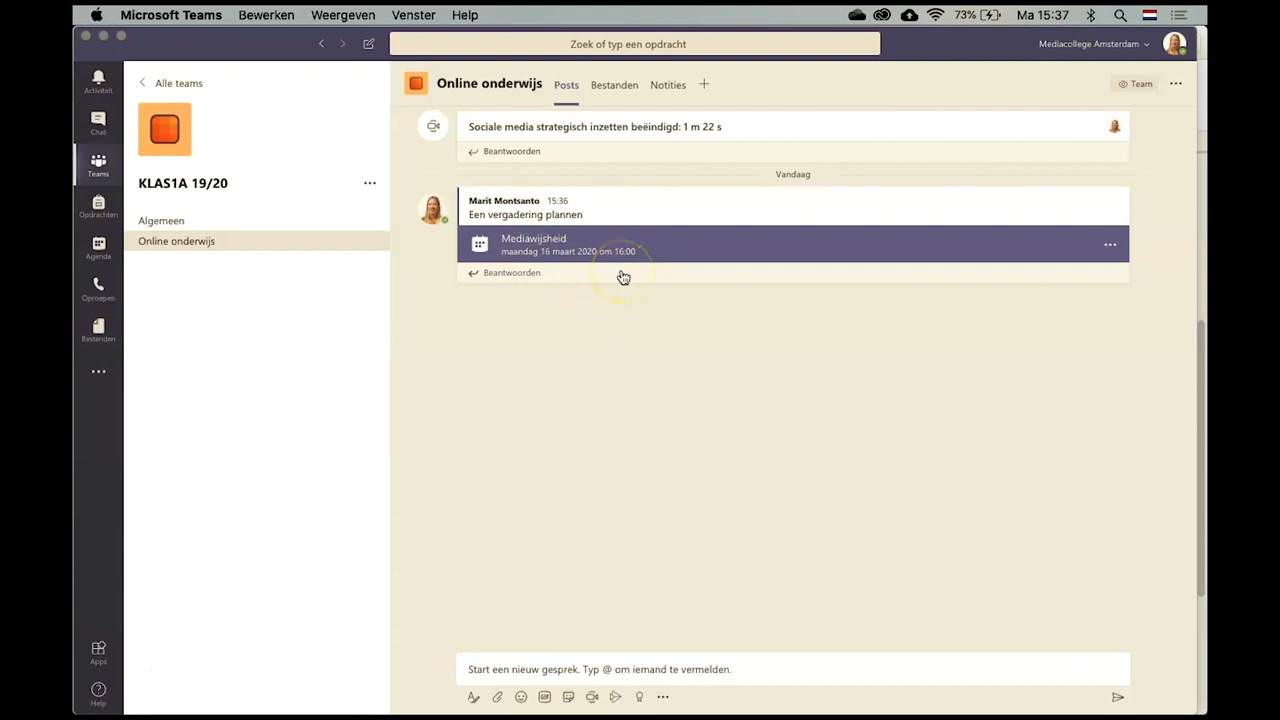 Microsoft Teams Bewerken Weergeven Venster Help 73% Ma 15:37
Zoek of typ een opdracht
Mediacollege Amsterdam
Activiteit
Chat
Teams
Opdrachten
Agenda
Oproepen
Bestanden
Apps
Help
Alle teams
KLAS1A 19/20
Algemeen
Online onderwijs
Online onderwijs Posts Bestanden Notities
Team
Sociale media strategisch inzetten beëindigd: 1 m 22 s
Beantwoorden
Vandaag
Marit Montsanto 15:36
Een vergadering plannen
Mediawijsheid
maandag 16 maart 2020 om 16:00
Beantwoorden
Start een nieuw gesprek. Typ @ om iemand te vermelden.
GIF